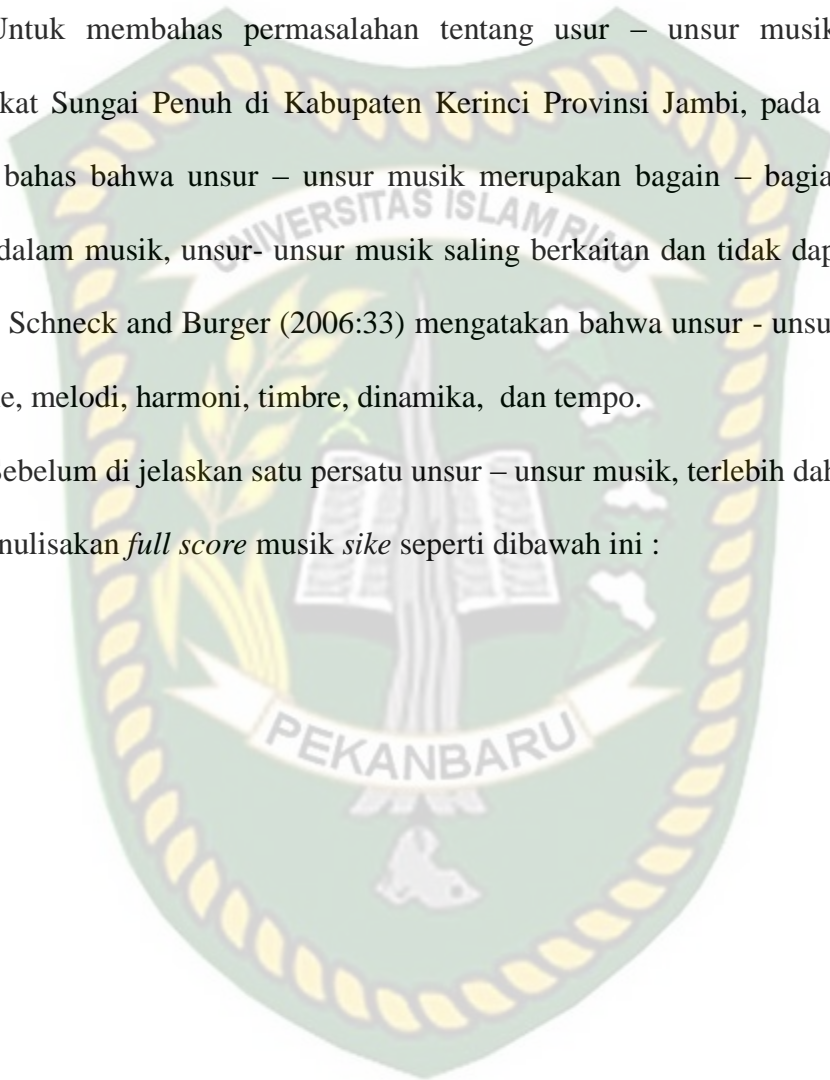 Untuk membahas permasalahan tentang usur – unsur musik
kat Sungai Penuh di Kabupaten Kerinci Provinsi Jambi, pada
bahas bahwa unsur – unsur musik merupakan bagain – bagia
UNIVERSITAS ISLAM RIAU
dalam musik, unsur- unsur musik saling berkaitan dan tidak dap
Schneck and Burger (2006:33) mengatakan bahwa unsur - unsu
e, melodi, harmoni, timbre, dinamika, dan tempo.
Sebelum di jelaskan satu persatu unsur – unsur musik, terlebih dah
nulisakan full score musik sike seperti dibawah ini :
PEKANBARU